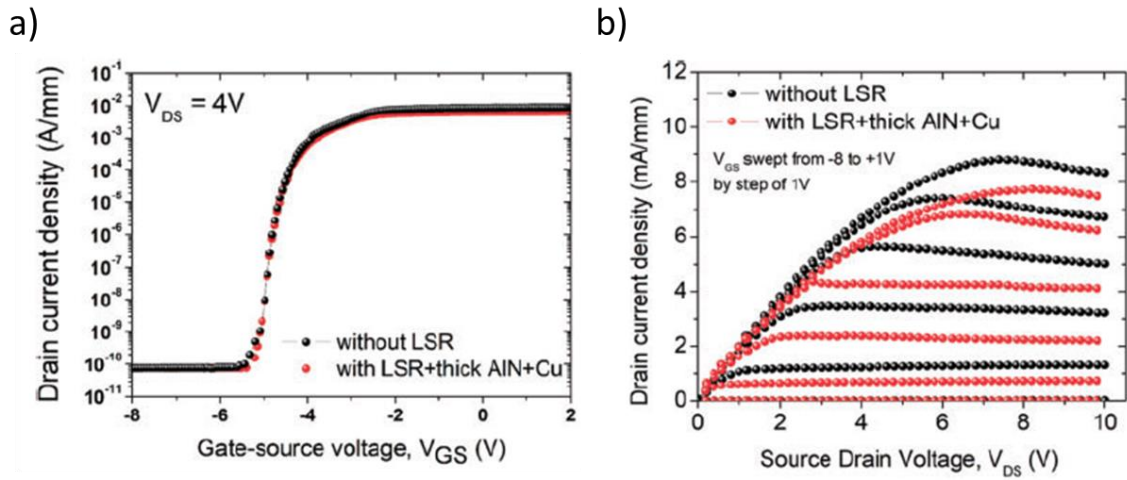 a)
Drain current density (A/mm)
10-1
10-2
10-3
10-4
10-5
10-6
10-7
10-8
10-9
10-10
10-11
VDS = 4V
without LSR
with LSR+thick AlN+Cu
-8 -6 -4 -2 0 2
Gate-source voltage, VGS (V)
b)
Drain current density (mA/mm)
12
10
8
6
4
2
0
without LSR
with LSR+thick AlN+Cu
VGS swept from -8 to +1V
by step of 1V
0 2 4 6 8 10
Source Drain Voltage, VDS (V)